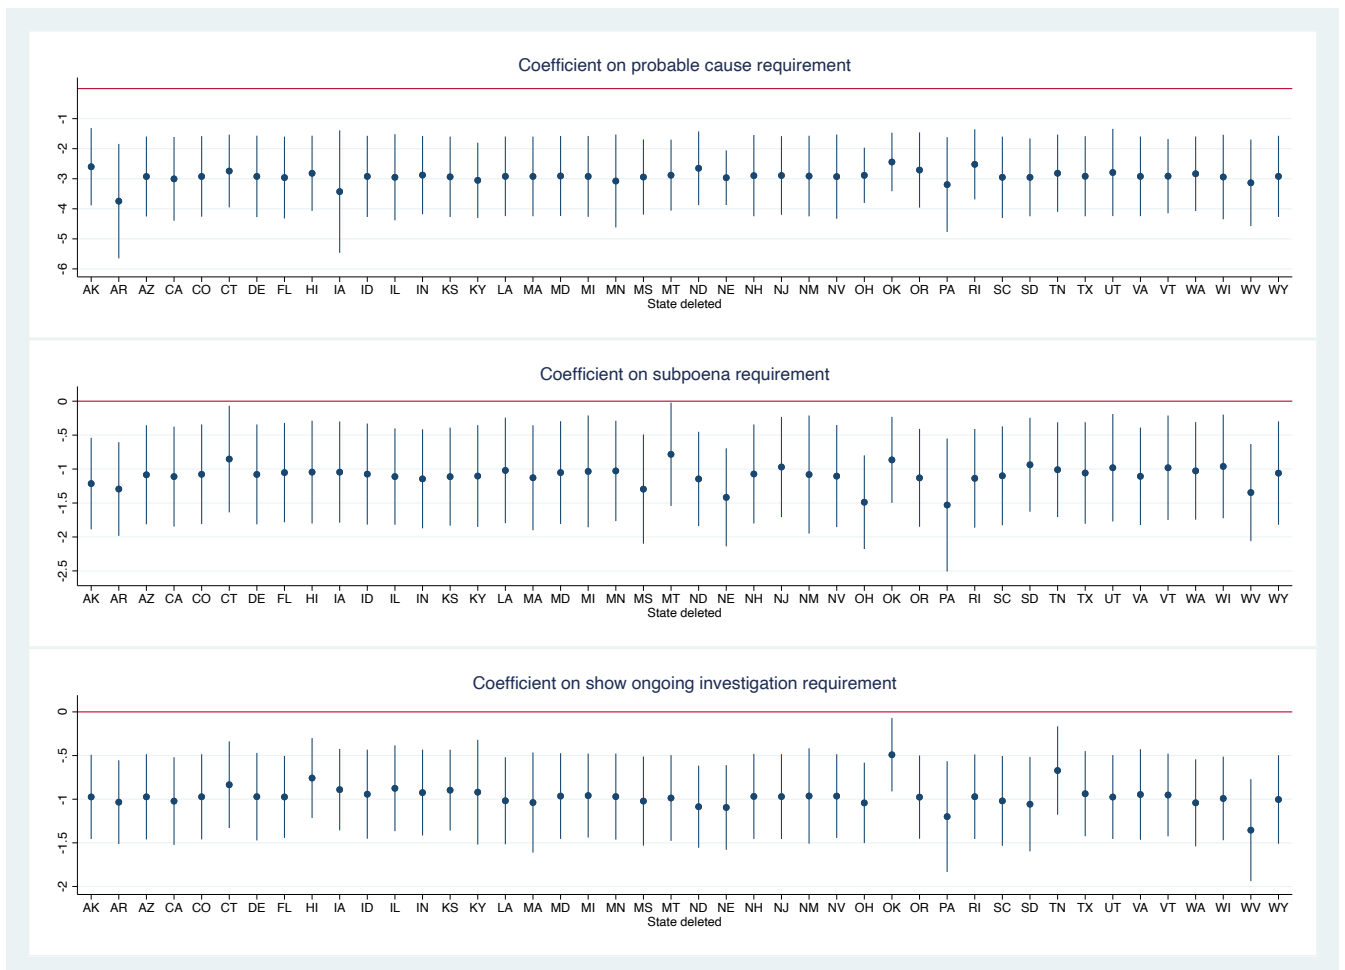 Coefficient on probable cause requirement
-1
-2
-3
-4
-5
-6
AK AR AZ CA CO CT DE FL HI IA ID IL IN KS KY LA MA MD MI MN MS MT ND NE NH NJ NM NV OH OK OR PA RI SC SD TN TX UT VA VT WA WI WV WY
State deleted
Coefficient on subpoena requirement
0
-.5
-1
-1.5
-2
-2.5
AK AR AZ CA CO CT DE FL HI IA ID IL IN KS KY LA MA MD MI MN MS MT ND NE NH NJ NM NV OH OK OR PA RI SC SD TN TX UT VA VT WA WI WV WY
State deleted
Coefficient on show ongoing investigation requirement
0
-.5
-1
-1.5
-2
AK AR AZ CA CO CT DE FL HI IA ID IL IN KS KY LA MA MD MI MN MS MT ND NE NH NJ NM NV OH OK OR PA RI SC SD TN TX UT VA VT WA WI WV WY
State deleted